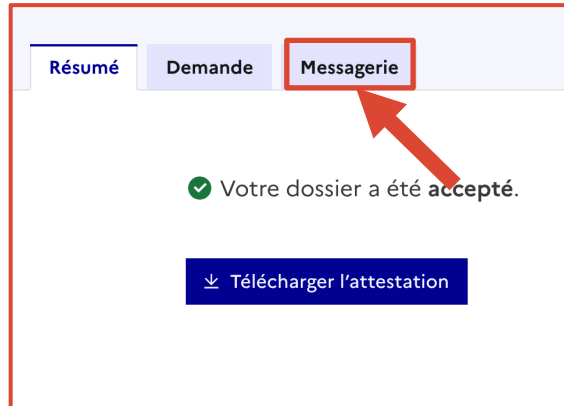 Résumé Demande Messagerie
Votre dossier a été accepté.
Télécharger l’attestation